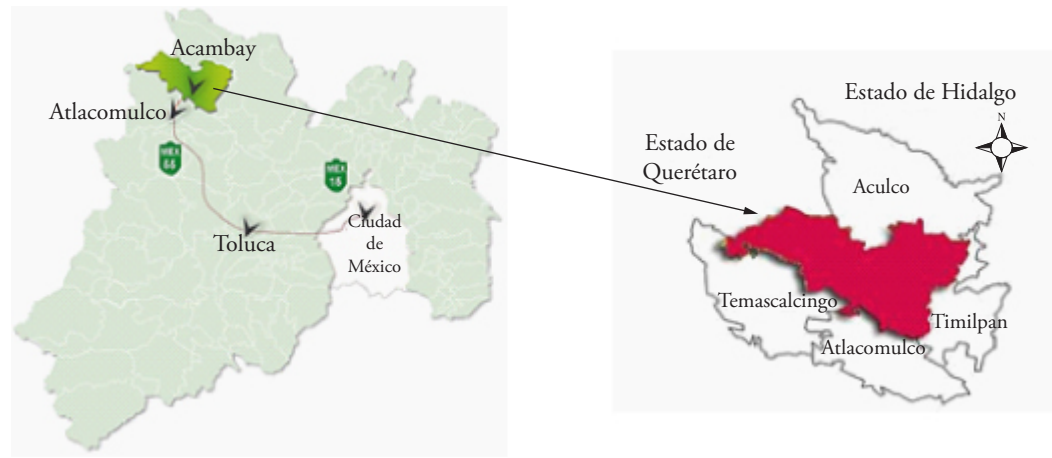 Acambay
Atlacomulco
MEX
55
MEX
15
Toluca
Ciudad
de
México
Estado de Hidalgo
N
Estado de
Querétaro
Aculco
Temascalcingo
Timilpan
Atlacomulco